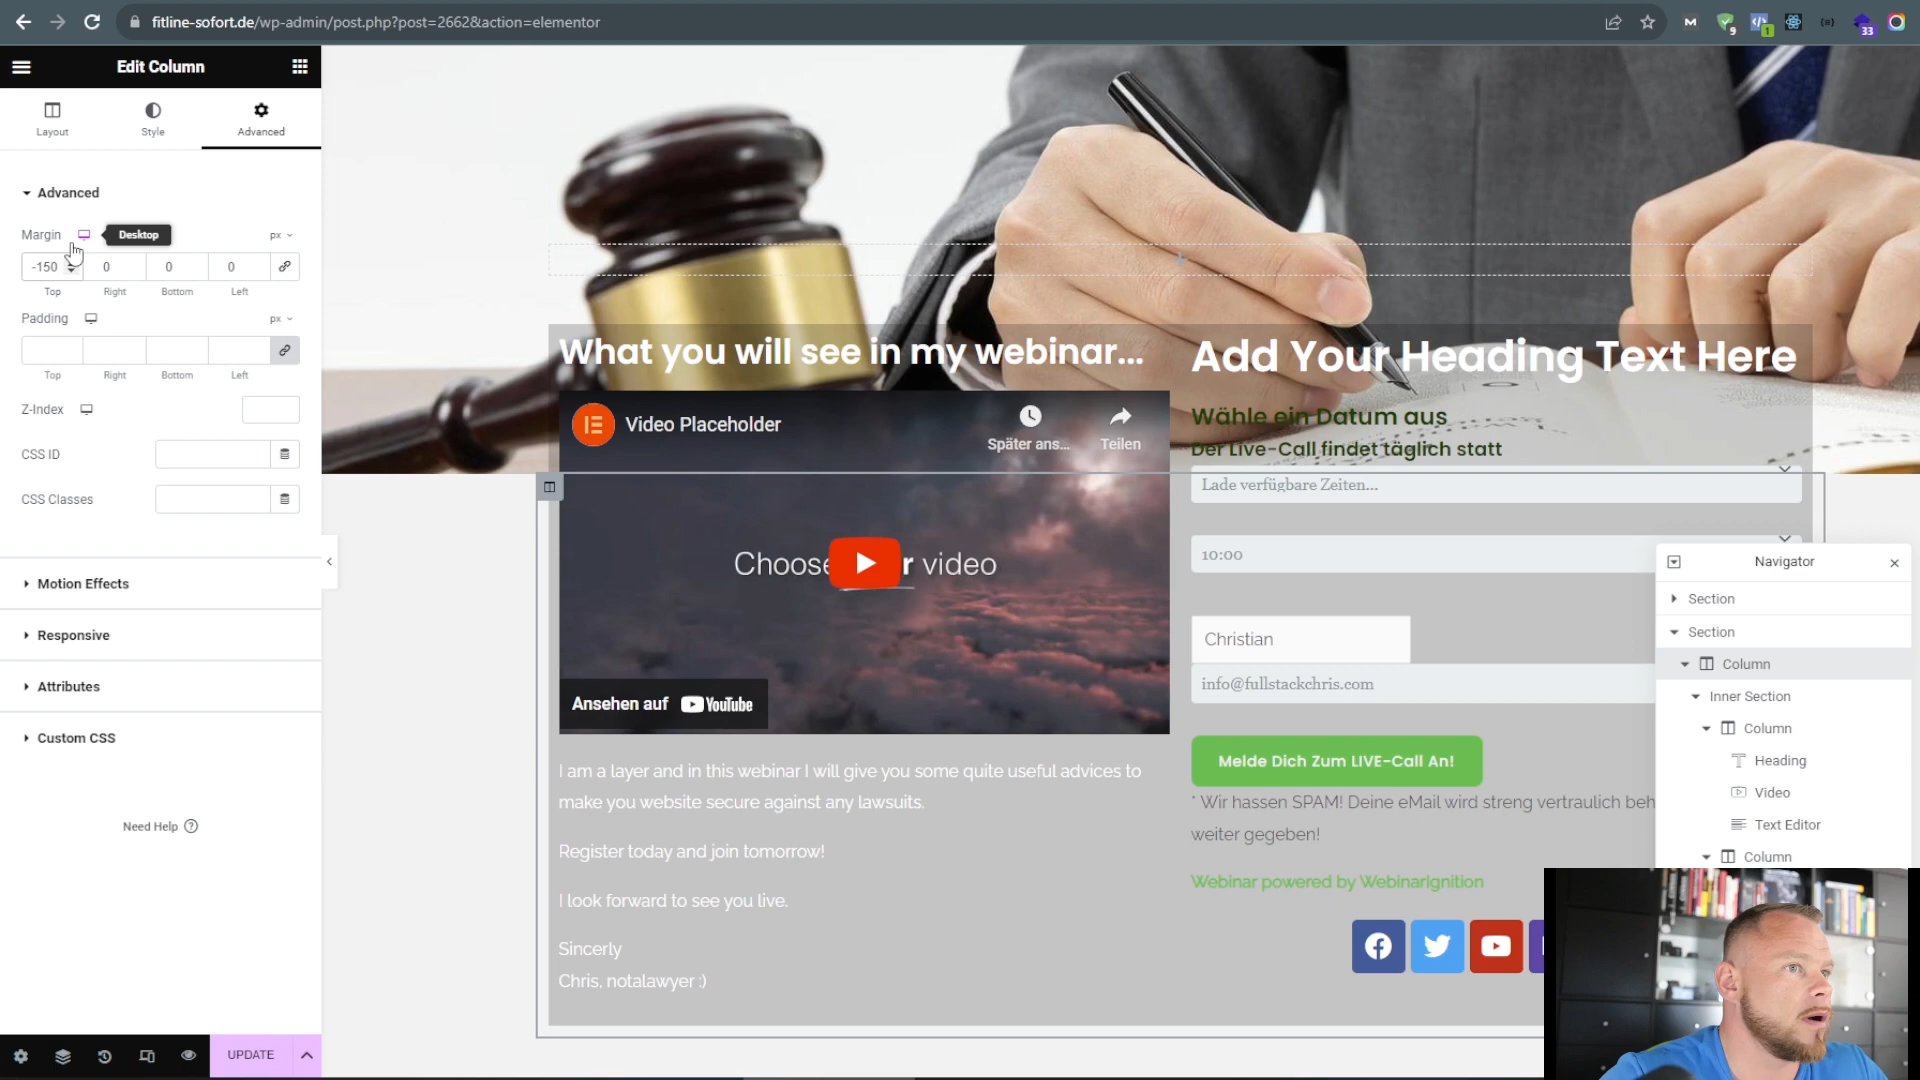 fitline-sofort.de/wp-admin/post.php?post=2662&action=elementor
9
1
33
Edit Column
Layout
Style
Advanced
Advanced
Margin
Desktop
px
-150
0
0
0
Top
Right
Bottom
Left
Padding
px
Top
Right
Bottom
Left
Z-Index
CSS ID
CSS Classes
Motion Effects
Responsive
Attributes
Custom CSS
Need Help
UPDATE
What you will see in my webinar...
Video Placeholder
Später ans...
Teilen
Choose
r video
Ansehen auf YouTube
I am a layer and in this webinar I will give you some quite useful advices to
make you website secure against any lawsuits.
Register today and join tomorrow!
I look forward to see you live.
Sincerly
Chris, notalawyer :)
Add Your Heading Text Here
Wähle ein Datum aus
Der Live-Call findet täglich statt
Lade verfügbare Zeiten...
10:00
Christian
info@fullstackchris.com
Melde Dich Zum LIVE-Call An!
* Wir hassen SPAM! Deine eMail wird streng vertraulich beh
weiter gegeben!
Webinar powered by WebinarIgnition
Navigator
Section
Section
Column
Inner Section
Column
Heading
Video
Text Editor
Column